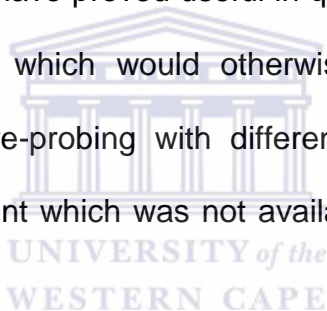 have proved useful in q
which would otherwis
e-probing with differen
nt which was not availa
UNIVERSITY of the
WESTERN CAPE